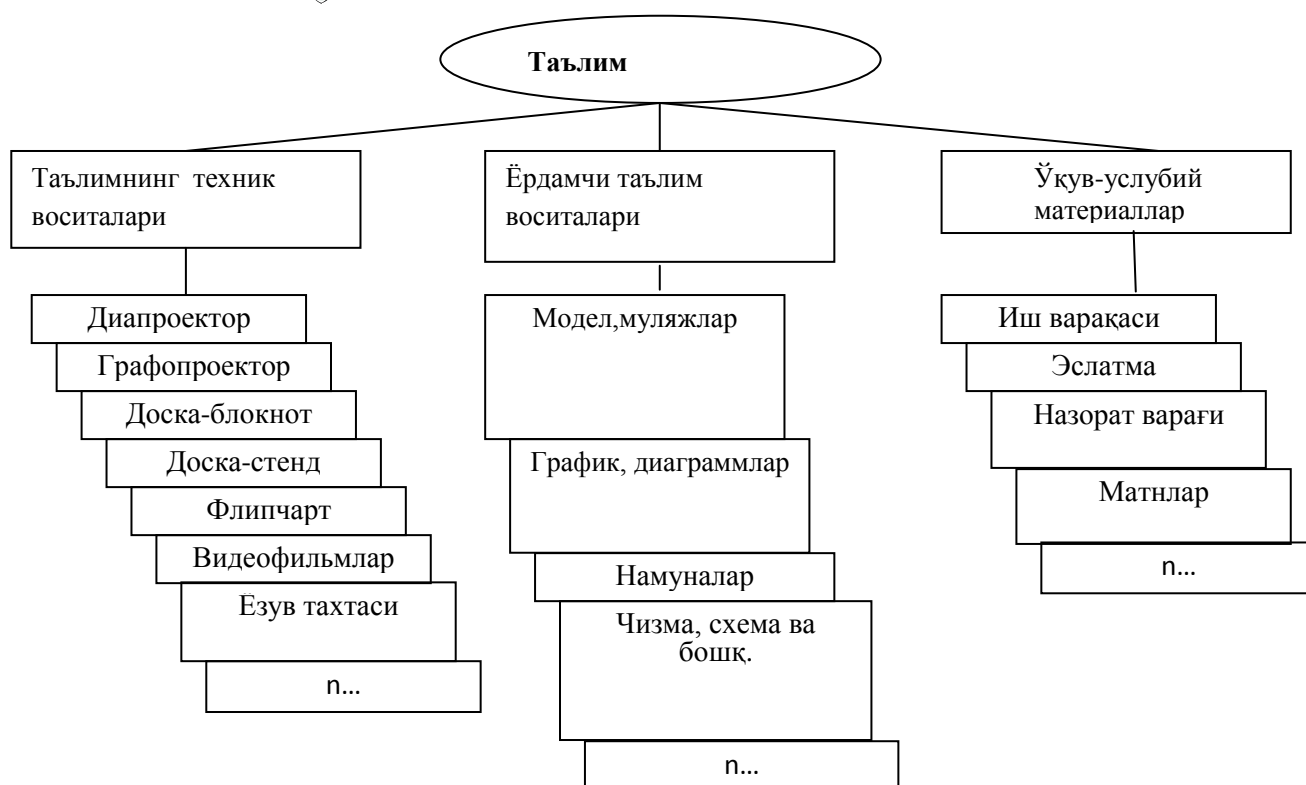 Таълим
Таълимнинг техник
воситалари
Диапроектор
Графопроектор
Доска-блокнот
Доска-стенд
Флипчарт
Видеофильмлар
Ёзув тахтаси
n...
Ёрдамчи таълим
воситалари
Модел,муляжлар
График, диаграммлар
Намуналар
Чизма, схема ва
бошқ.
n...
Ўқув-услубий
материаллар
Иш варақаси
Эслатма
Назорат варағи
Матнлар
n...